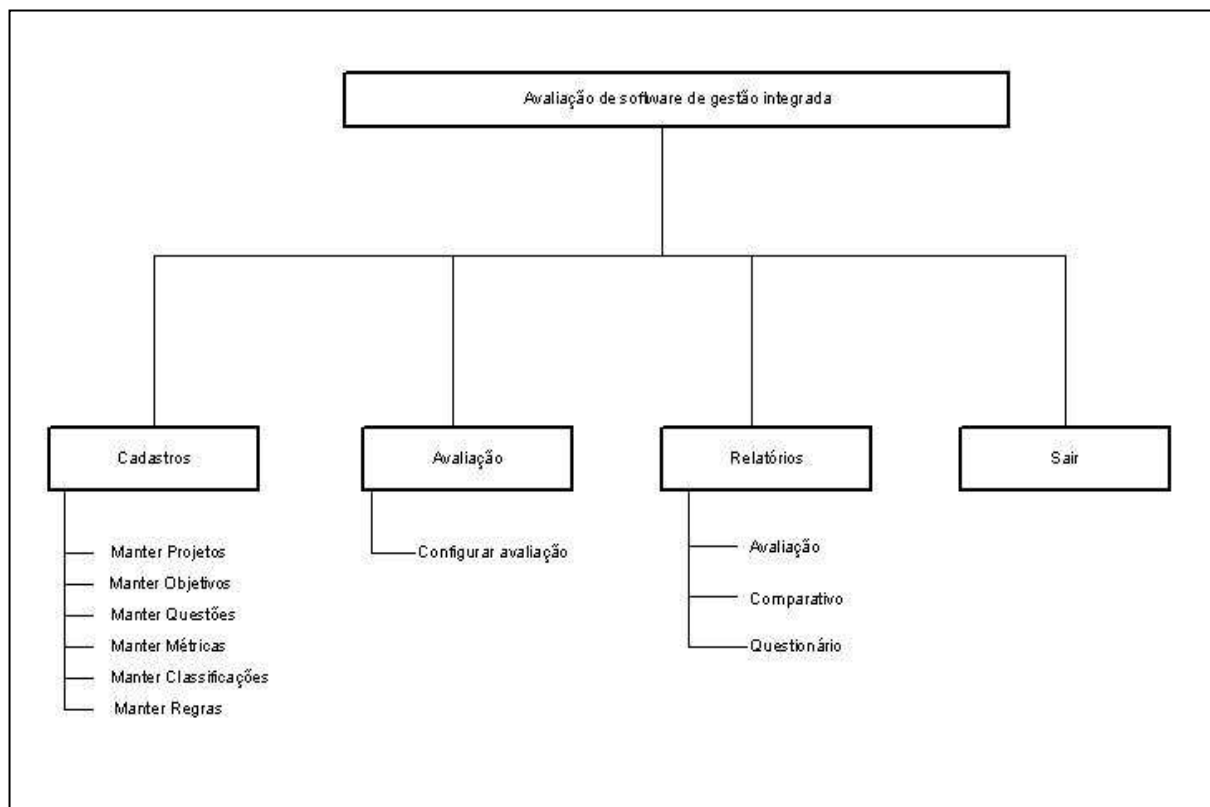 Avaliação de software de gestão integrada
Cadastros
Avaliação
Relatórios
Sair
Manter Projetos
Manter Objetivos
Manter Questões
Manter Métricas
Manter Classificações
Manter Regras
Configurar avaliação
Avaliação
Comparativo
Questionário